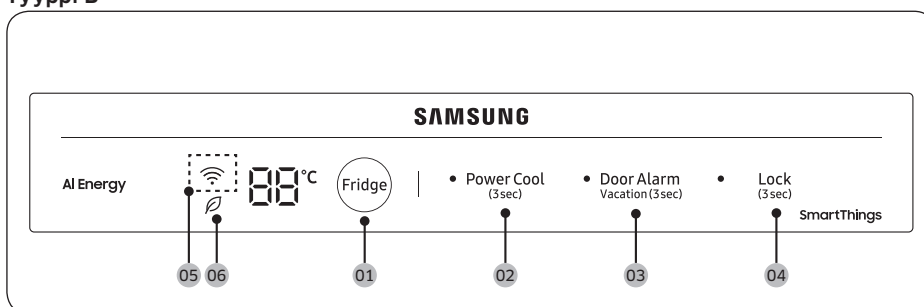 Tyyppi B
SAMSUNG
AI Energy
88°C
Fridge
Power Cool
(3sec)
Door Alarm
Vacation (3sec)
Lock
(3sec)
SmartThings
05 06 01 02 03 04